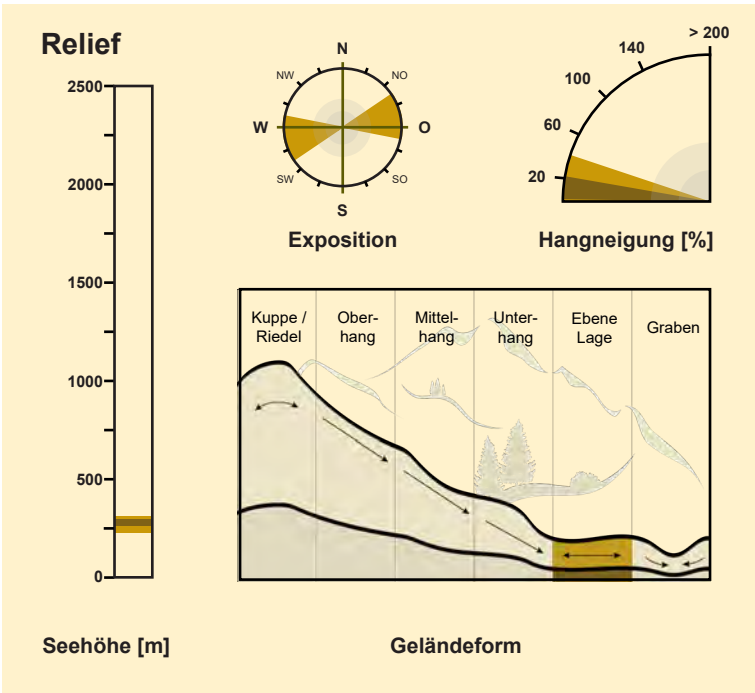 Relief
2500
2000
1500
1000
500
0
Seehöhe [m]
N
NW
NO
W
O
SW
SO
S
Exposition
> 200
140
100
60
20
Hangneigung [%]
Kuppe /
Riedel
Ober-
hang
Mittel-
hang
Unter-
hang
Ebene
Lage
Graben
Geländeform